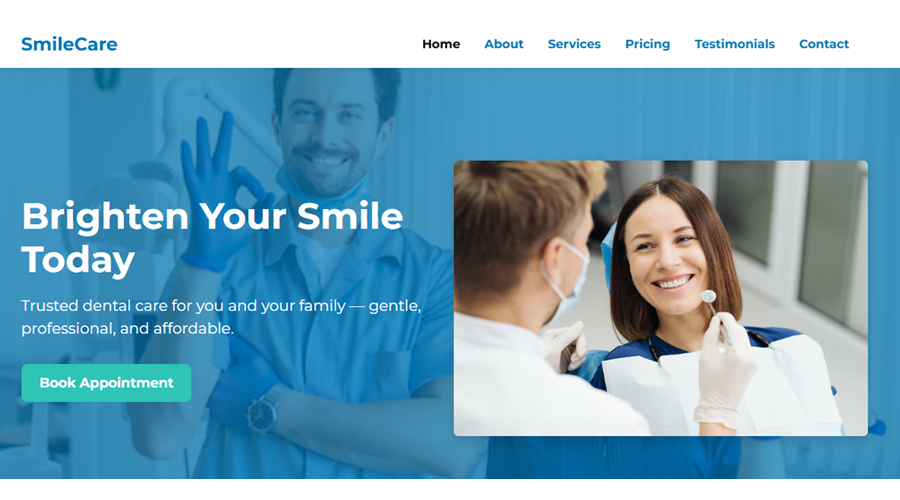 SmileCare
Home About Services Pricing Testimonials Contact
Brighten Your Smile
Today
Trusted dental care for you and your family — gentle,
professional, and affordable.
Book Appointment